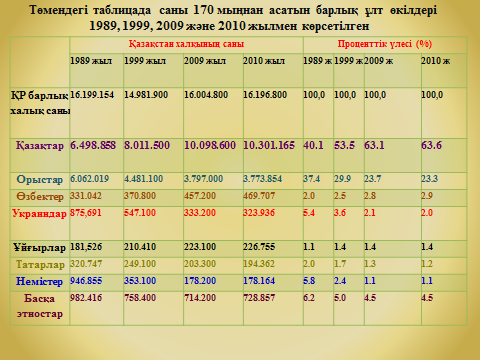 Төмендегі таблицада саны 170 мыңнан асатын барлық ұлт өкілдері
1989, 1999, 2009 және 2010 жылмен көрсетілген
Қазақстан халқының саны Проценттік үлесі (%)
1989 жыл 1999 жыл 2009 жыл 2010 жыл 1989 ж 1999 ж 2009 ж 2010 ж
ҚР барлық халық саны 16.199.154 14.981.900 16.004.800 16.196.800 100,0 100,0 100,0 100,0
Қазақтар 6.498.858 8.011.500 10.098.600 10.301.165 40.1 53.5 63.1 63.6
Орыстар 6.062.019 4.481.100 3.797.000 3.773.854 37.4 29.9 23.7 23.3
Өзбектер 331.042 370.800 457.200 469.707 2.0 2.5 2.8 2.9
Украиндар 875,691 547.100 333.200 323.936 5.4 3.6 2.1 2.0
Ұйғырлар 181,526 210.410 223.100 226.755 1.1 1.4 1.4 1.4
Татарлар 320.747 249.100 203.300 194.362 2.0 1.7 1.3 1.2
Немістер 946.855 353.100 178.200 178.164 5.8 2.4 1.1 1.1
Басқа этностар 982.416 758.400 714.200 728.857 6.2 5.0 4.5 4.5